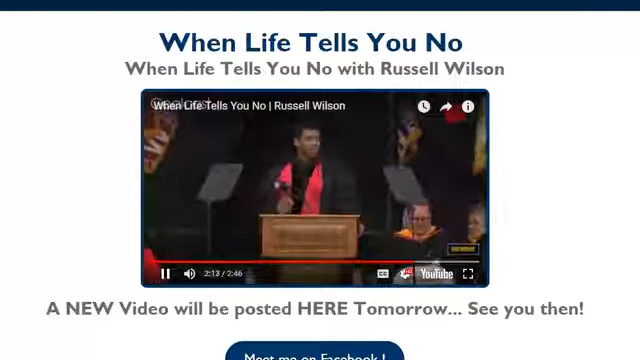 When Life Tells You No
When Life Tells You No with Russell Wilson
When Life Tells You No | Russell Wilson
2:13 / 2:46
YouTube
A NEW Video will be posted HERE Tomorrow... See you then!
Meet me on Facebook !